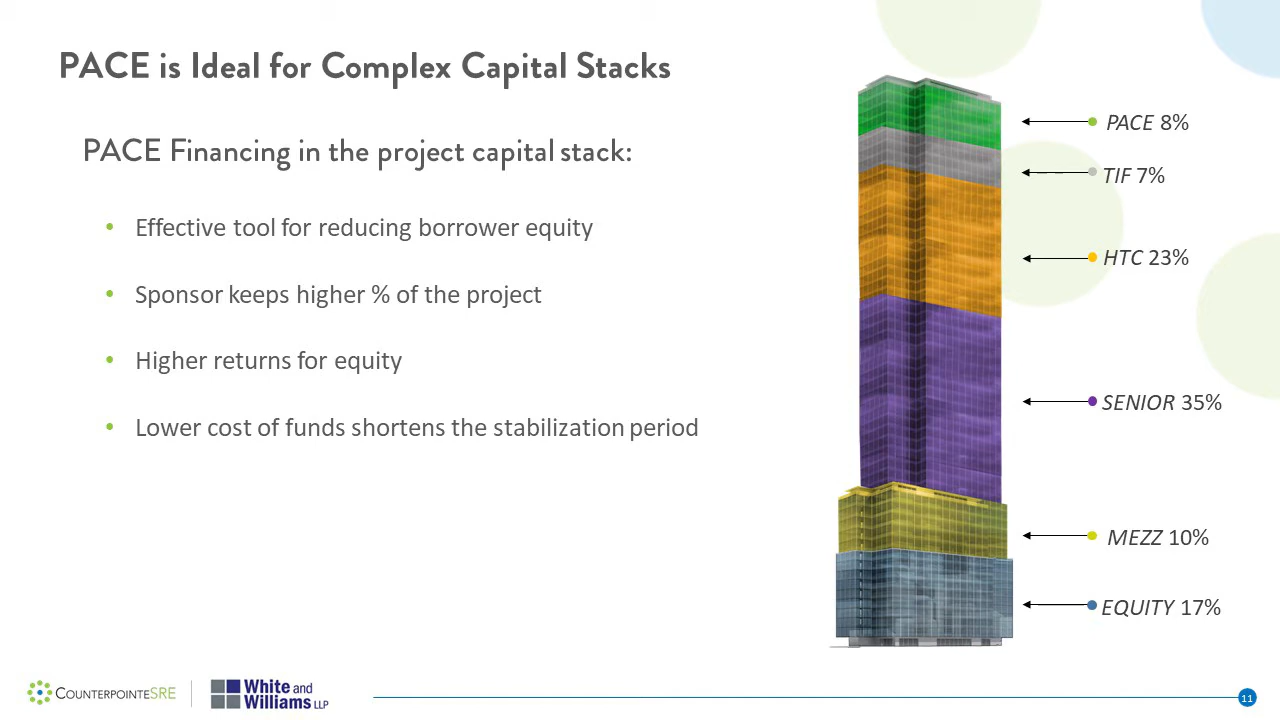 PACE is Ideal for Complex Capital Stacks
PACE Financing in the project capital stack:
• Effective tool for reducing borrower equity
• Sponsor keeps higher % of the project
• Higher returns for equity
• Lower cost of funds shortens the stabilization period
PACE 8%
TIF 7%
HTC 23%
SENIOR 35%
MEZZ 10%
EQUITY 17%
COUNTERPOINTESRE
White and
Williams LLP
11